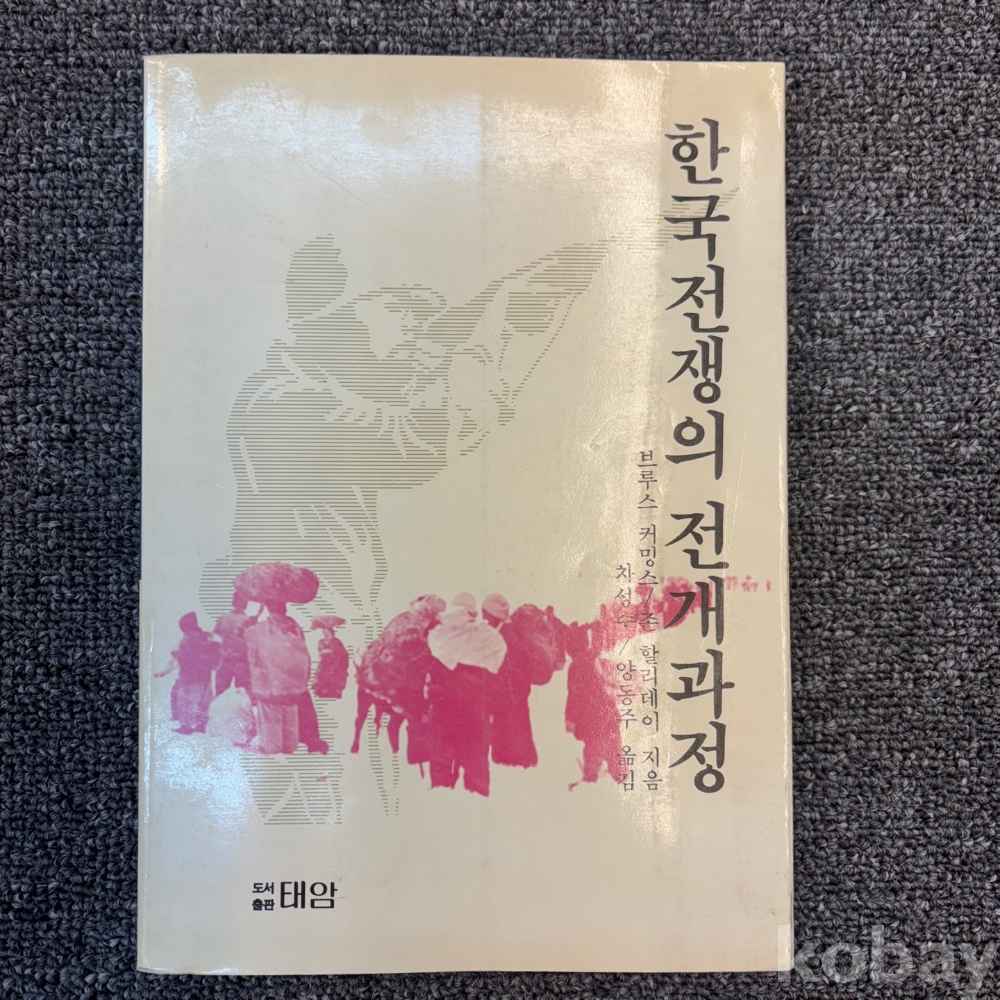 한국전쟁의 전개과정
브루스 커밍스/존 할리데이 지음
차성수/양동주 옮김
도서
출판 태암
kobay